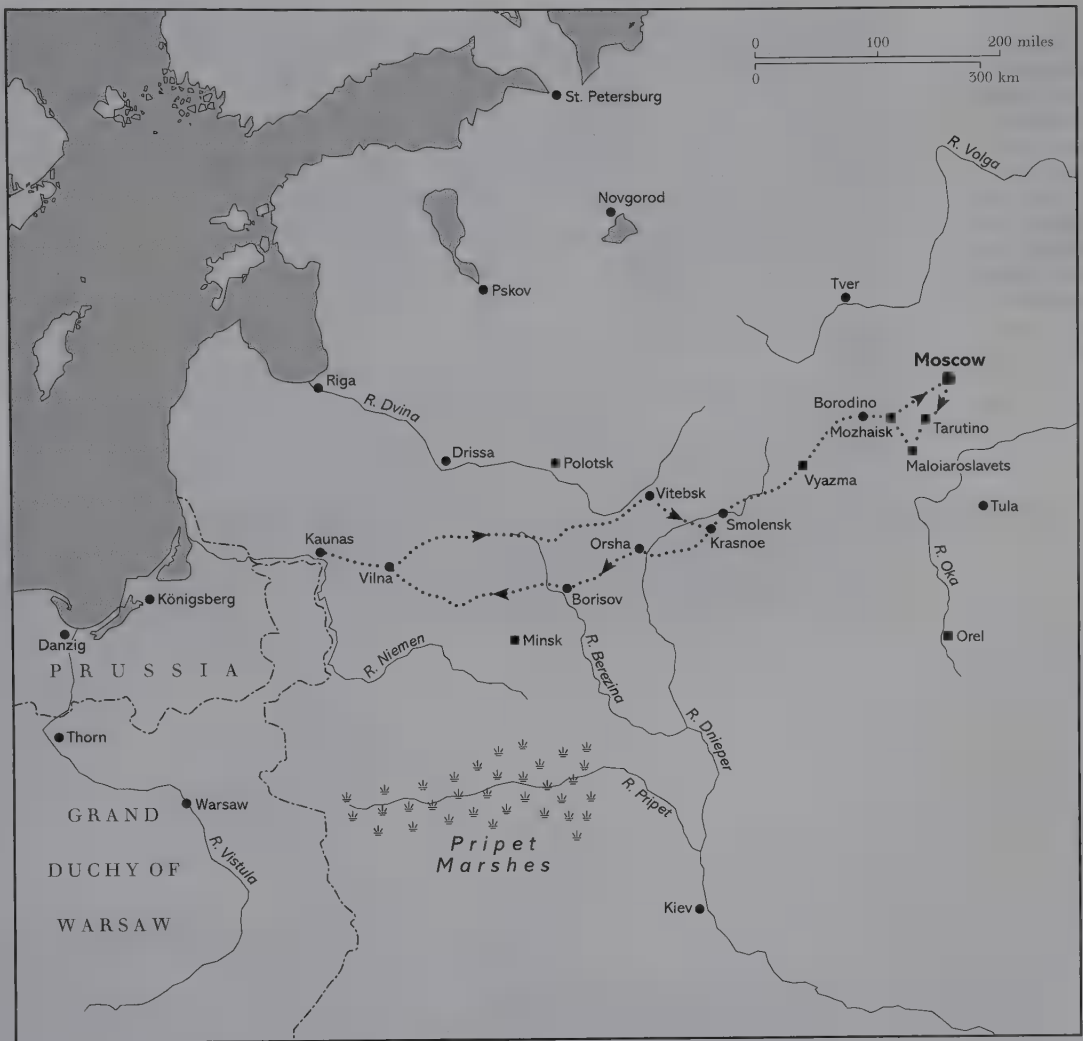 0 100 200 miles
0 300 km
St. Petersburg
R. Volga
Novgorod
Pskov
Tver
Moscow
Riga
R. Dvina
Borodino
Mozhaisk
Tarutino
Drissa
Polotsk
Maloiaroslavets
Vyazma
Vitebsk
Tula
Smolensk
Krasnoe
Kaunas
Orsha
Vilna
R. Oka
Königsberg
Borisov
Danzig
Minsk
Orel
PRUSSIA
R. Niemen
R. Berezina
R. Dnieper
Thorn
R. Pripet
Warsaw
GRAND
DUCHY OF
WARSAW
R. Vistula
Pripet
Marshes
Kiev